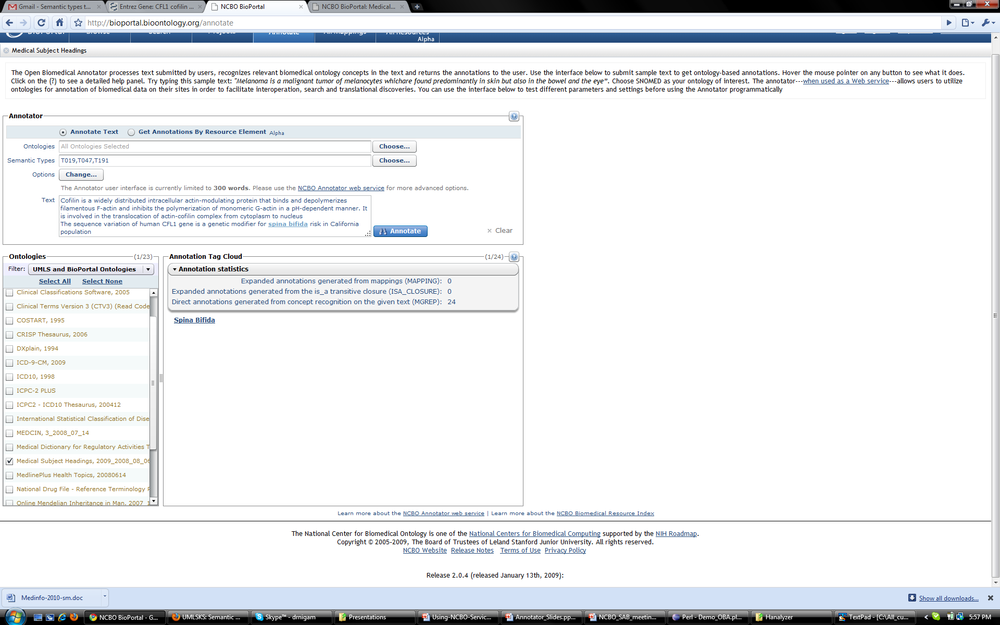 Gmail - Semantic types t...
Entrez Gene: CFL1 cofilin ...
NCBO BioPortal
NCBO BioPortal: Medical...
http://bioportal.bioontology.org/annotate
BioPortal
Browse
Search
Projects
Annotate
All Mappings
All Resources
Alpha
Medical Subject Headings
The Open Biomedical Annotator processes text submitted by users, recognizes relevant biomedical ontology concepts in the text and returns the annotations to the user. Use the interface below to submit sample text to get ontology-based annotations. Hover the mouse pointer on any button to see what it does.
Click on the (?) to see a detailed help panel. Try typing this sample text: "Melanoma is a malignant tumor of melanocytes whichare found predominantly in skin but also in the bowel and the eye”. Choose SNOMED as your ontology of interest. The annotator---when used as a Web service---allows users to utilize
ontologies for annotation of biomedical data on their sites in order to facilitate interoperation, search and translational discoveries. You can use the interface below to test different parameters and settings before using the Annotator programmatically
Annotator
Annotate Text Get Annotations By Resource Element Alpha
Ontologies All Ontologies Selected Choose...
Semantic Types T019,T047,T191 Choose...
Options Change...
The Annotator user interface is currently limited to 300 words. Please use the NCBO Annotator web service for more advanced options.
Text Cofilin is a widely distributed intracellular actin-modulating protein that binds and depolymerizes
filamentous F-actin and inhibits the polymerization of monomeric G-actin in a pH-dependent manner. It
is involved in the translocation of actin-cofilin complex from cytoplasm to nucleus
The sequence variation of human CFL1 gene is a genetic modifier for spina bifida risk in California
population
Annotate
Clear
Ontologies (1/23)
Filter: UMLS and BioPortal Ontologies
Select All Select None
Clinical Classifications Software, 2005
Clinical Terms Version 3 (CTV3) (Read Code
COSTART, 1995
CRISP Thesaurus, 2006
DXplain, 1994
ICD-9-CM, 2009
ICD10, 1998
ICPC-2 PLUS
ICPC2 - ICD10 Thesaurus, 200412
International Statistical Classification of Dise
MEDCIN, 3_2008_07_14
Medical Dictionary for Regulatory Activities T
Medical Subject Headings, 2009_2008_08_06
MedlinePlus Health Topics, 20080614
National Drug File - Reference Terminology
Online Mendelian Inheritance in Man, 2007
Annotation Tag Cloud (1/24)
Annotation statistics
Expanded annotations generated from mappings (MAPPING): 0
Expanded annotations generated from the is_a transitive closure (ISA_CLOSURE): 0
Direct annotations generated from concept recognition on the given text (MGREP): 24
Spina Bifida
Learn more about the NCBO Annotator web service | Learn more about the NCBO Biomedical Resource Index
The National Center for Biomedical Ontology is one of the National Centers for Biomedical Computing supported by the NIH Roadmap.
Copyright © 2005-2009, The Board of Trustees of Leland Stanford Junior University. All rights reserved.
NCBO Website Release Notes Terms of Use Privacy Policy
Release 2.0.4 (released January 13th, 2009):
Medinfo-2010-sm.doc
Show all downloads...
NCBO BioPortal - G...
UMLSKS: Semantic ...
Skype™ - drnigam
Presentations
Using-NCBO-Servic...
Annotator_Slides.pp...
NCBO_SAB_meetin...
Perl - Demo_OBA.pl...
Hanalyzer
TextPad - [C:\All_cu...
5:57 PM